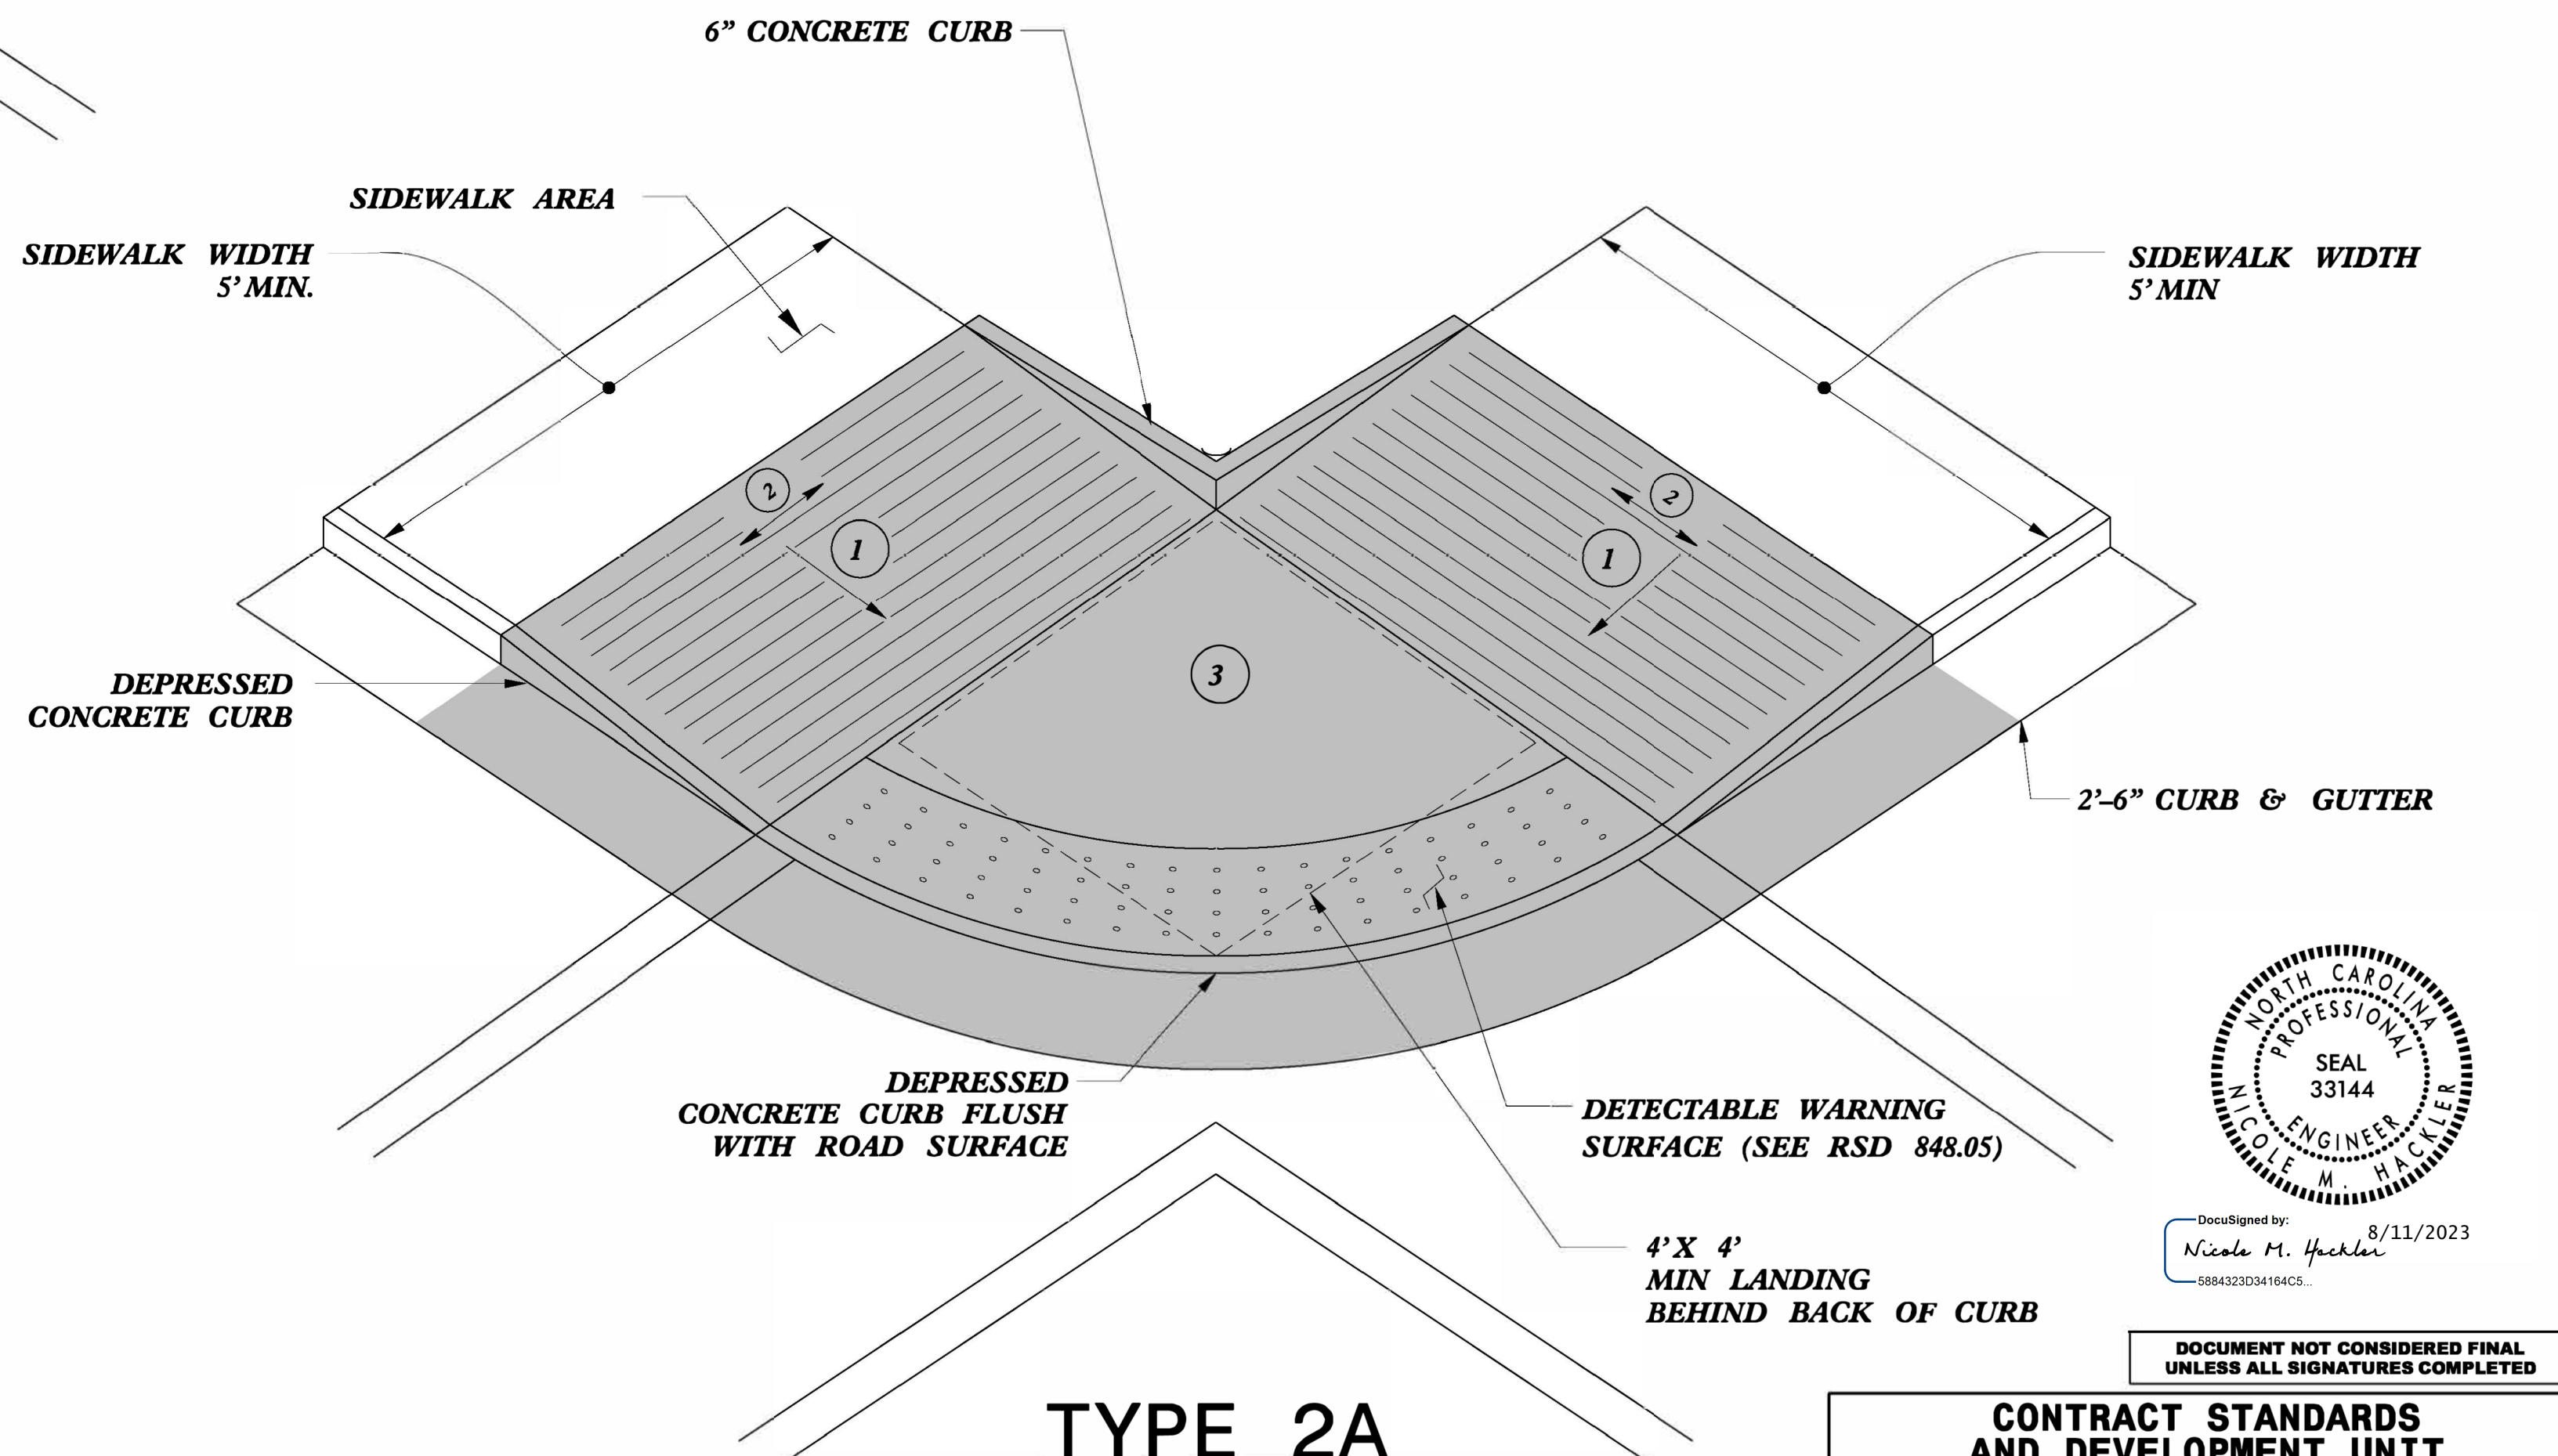 6” CONCRETE CURB
SIDEWALK AREA
SIDEWALK WIDTH
5’ MIN.
SIDEWALK WIDTH
5’ MIN
2
1
2
1
3
DEPRESSED
CONCRETE CURB
2’–6” CURB & GUTTER
DEPRESSED
CONCRETE CURB FLUSH
WITH ROAD SURFACE
DETECTABLE WARNING
SURFACE (SEE RSD 848.05)
4’ X 4’
MIN LANDING
BEHIND BACK OF CURB
NORTH CAROLINA
PROFESSIONAL
SEAL
33144
ENGINEER
NICOLE M. HACKLER
DocuSigned by:
Nicole M. Hackler
8/11/2023
5884323D34164C5...
DOCUMENT NOT CONSIDERED FINAL
UNLESS ALL SIGNATURES COMPLETED
TYPE 2A
CONTRACT STANDARDS
AND DEVELOPMENT UNIT